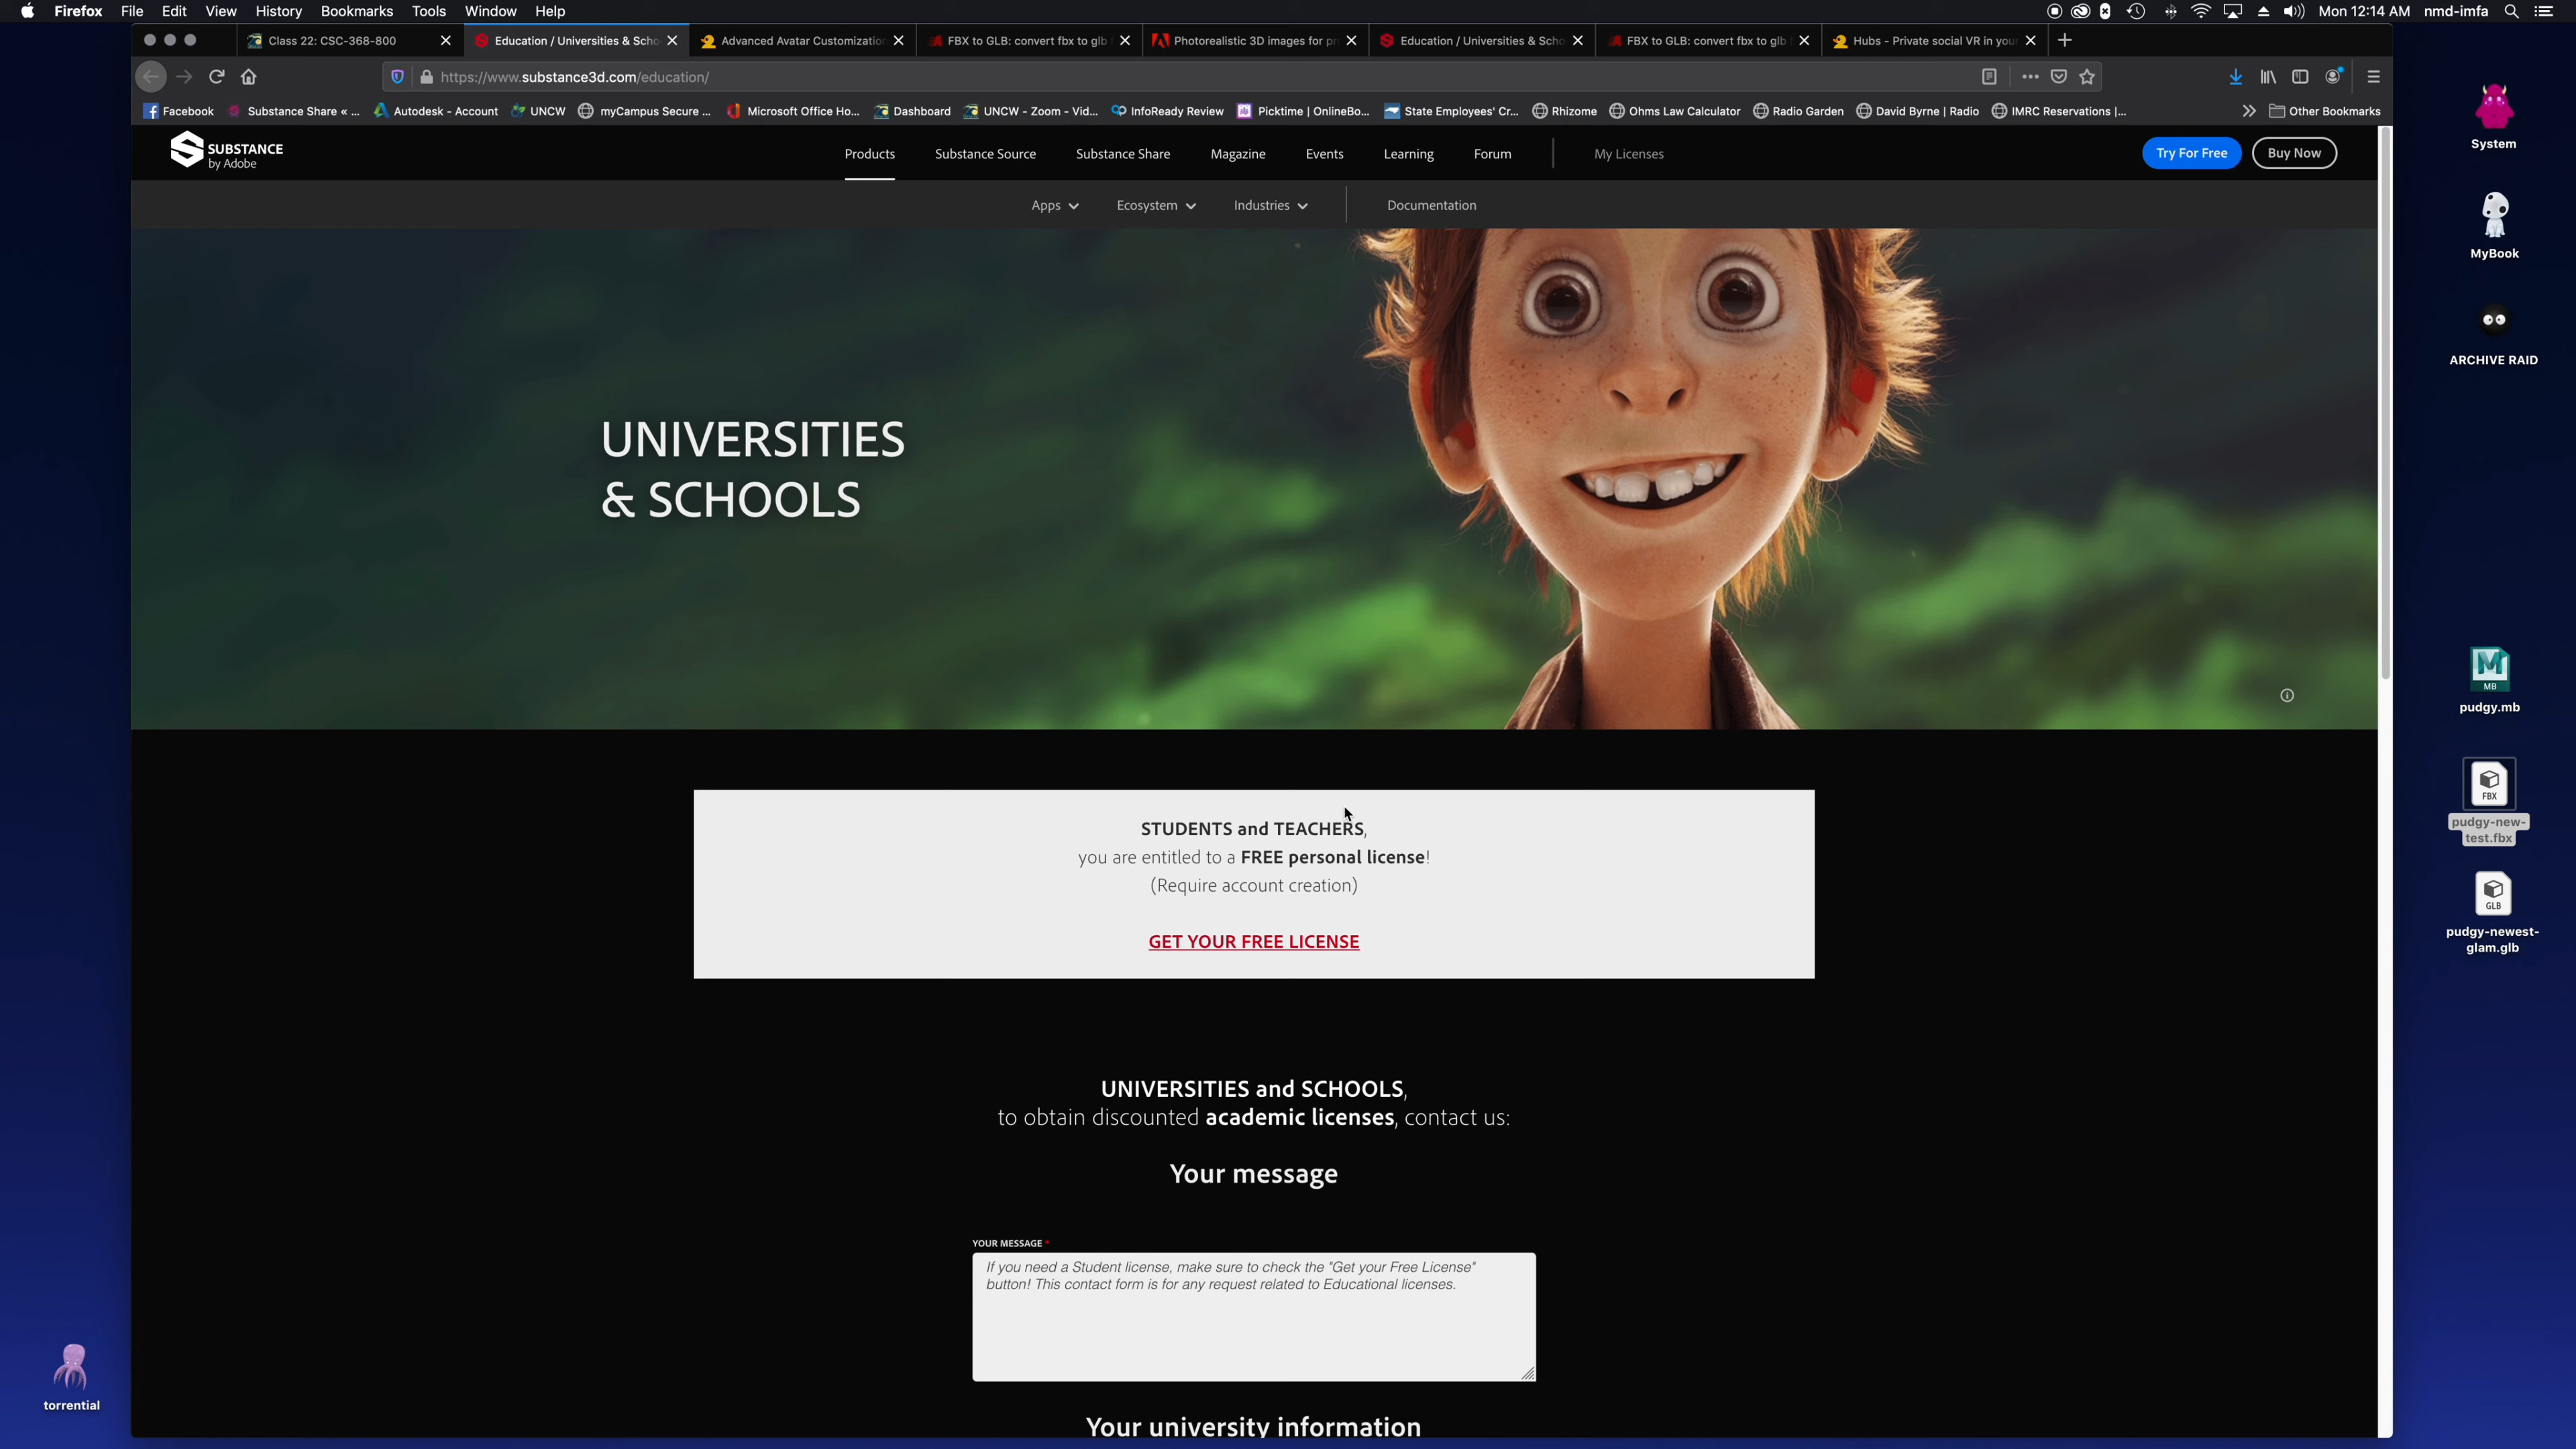 Firefox File Edit View History Bookmarks Tools Window Help Mon 12:14 AM nmd-imfa
Class 22: CSC-368-800 Education / Universities & Scho Advanced Avatar Customization FBX to GLB: convert fbx to glb Photorealistic 3D images for pr Education / Universities & Scho FBX to GLB: convert fbx to glb Hubs - Private social VR in your
https://www.substance3d.com/education/
Facebook Substance Share « ... Autodesk - Account UNCW myCampus Secure ... Microsoft Office Ho... Dashboard UNCW - Zoom - Vid... InfoReady Review Picktime | OnlineBo... State Employees' Cr... Rhizome Ohms Law Calculator Radio Garden David Byrne | Radio IMRC Reservations |... Other Bookmarks
SUBSTANCE
by Adobe
Products Substance Source Substance Share Magazine Events Learning Forum My Licenses Try For Free Buy Now
Apps Ecosystem Industries Documentation
UNIVERSITIES
& SCHOOLS
STUDENTS and TEACHERS,
you are entitled to a FREE personal license!
(Require account creation)
GET YOUR FREE LICENSE
UNIVERSITIES and SCHOOLS,
to obtain discounted academic licenses, contact us:
Your message
YOUR MESSAGE *
If you need a Student license, make sure to check the "Get your Free License"
button! This contact form is for any request related to Educational licenses.
Your university information
System
MyBook
ARCHIVE RAID
MB
pudgy.mb
FBX
pudgy-new-
test.fbx
GLB
pudgy-newest-
glam.glb
torrential